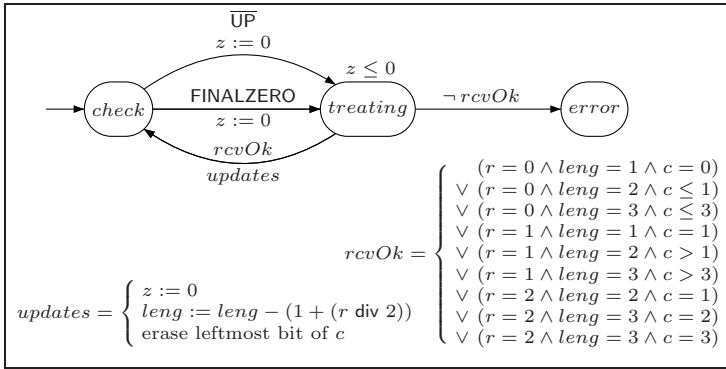 UP
z := 0
z ≤ 0
check
FINALZERO
z := 0
treating
¬ rcvOk
error
rcvOk
updates
rcvOk = { (r = 0 ∧ leng = 1 ∧ c = 0)
∨ (r = 0 ∧ leng = 2 ∧ c ≤ 1)
∨ (r = 0 ∧ leng = 3 ∧ c ≤ 3)
∨ (r = 1 ∧ leng = 1 ∧ c = 1)
∨ (r = 1 ∧ leng = 2 ∧ c > 1)
∨ (r = 1 ∧ leng = 3 ∧ c > 3)
∨ (r = 2 ∧ leng = 2 ∧ c = 1)
∨ (r = 2 ∧ leng = 3 ∧ c = 2)
∨ (r = 2 ∧ leng = 3 ∧ c = 3)
updates = { z := 0
leng := leng − (1 + (r div 2))
erase leftmost bit of c